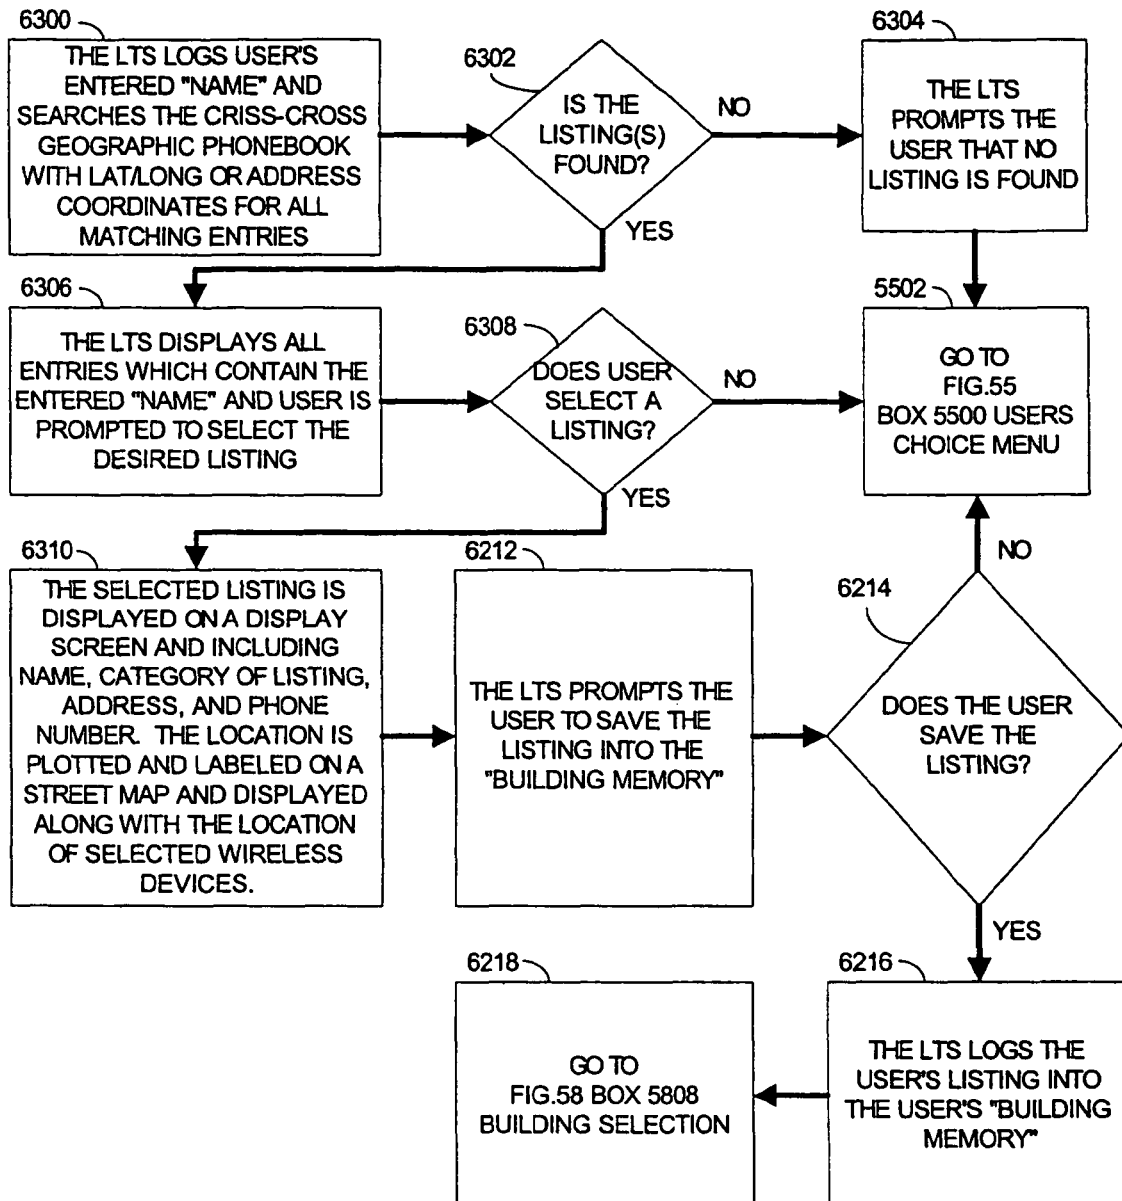 6300
THE LTS LOGS USER'S
ENTERED "NAME" AND
SEARCHES THE CRISS-CROSS
GEOGRAPHIC PHONEBOOK
WITH LAT/LONG OR ADDRESS
COORDINATES FOR ALL
MATCHING ENTRIES
6302
IS THE
LISTING(S)
FOUND?
NO
YES
6304
THE LTS
PROMPTS THE
USER THAT NO
LISTING IS FOUND
6306
THE LTS DISPLAYS ALL
ENTRIES WHICH CONTAIN THE
ENTERED "NAME" AND USER IS
PROMPTED TO SELECT THE
DESIRED LISTING
6308
DOES USER
SELECT A
LISTING?
NO
YES
5502
GO TO
FIG.55
BOX 5500 USERS
CHOICE MENU
6310
THE SELECTED LISTING IS
DISPLAYED ON A DISPLAY
SCREEN AND INCLUDING
NAME, CATEGORY OF LISTING,
ADDRESS, AND PHONE
NUMBER. THE LOCATION IS
PLOTTED AND LABELED ON A
STREET MAP AND DISPLAYED
ALONG WITH THE LOCATION
OF SELECTED WIRELESS
DEVICES.
6212
THE LTS PROMPTS THE
USER TO SAVE THE
LISTING INTO THE
"BUILDING MEMORY"
6214
DOES THE USER
SAVE THE
LISTING?
NO
YES
6218
GO TO
FIG.58 BOX 5808
BUILDING SELECTION
6216
THE LTS LOGS THE
USER'S LISTING INTO
THE USER'S "BUILDING
MEMORY"